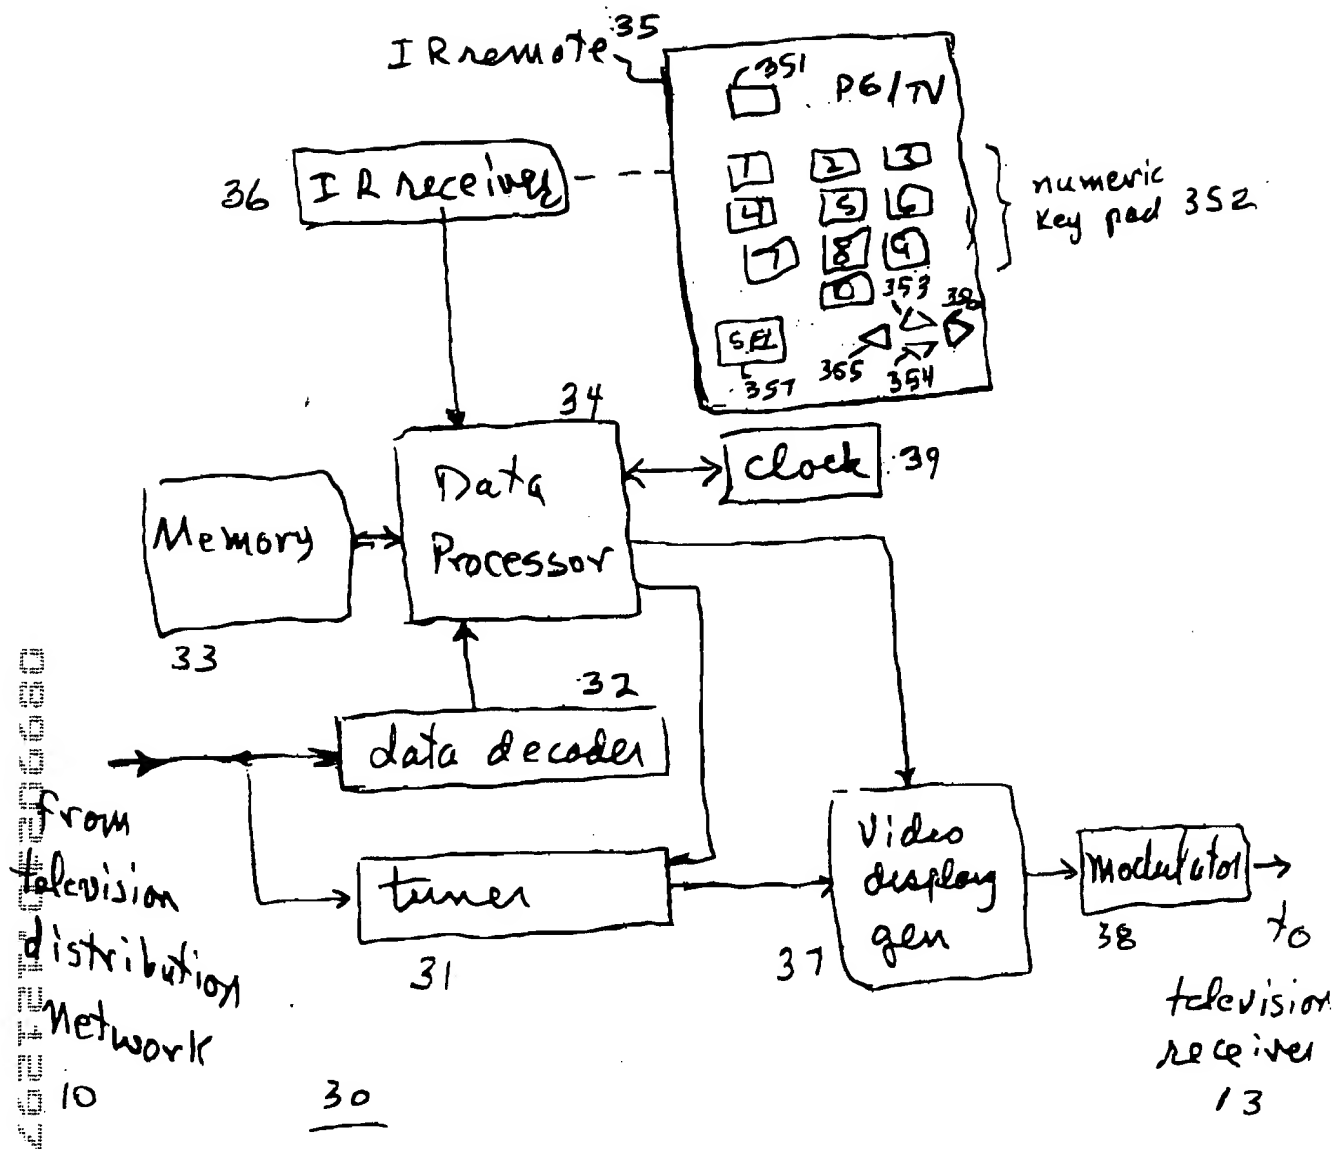 IR remote 35
351
PG/TV
36
IR receiver
1 2 3
4 5 6
7 8 9
0
numeric
key pad 352
353
SEL
357
365
354
34
Data
Processor
clock 39
Memory
33
32
data decoder
from
television
distribution
Network
10
tuner
31
Video
display
gen
37
modulator
38
to
television
receiver
13
30